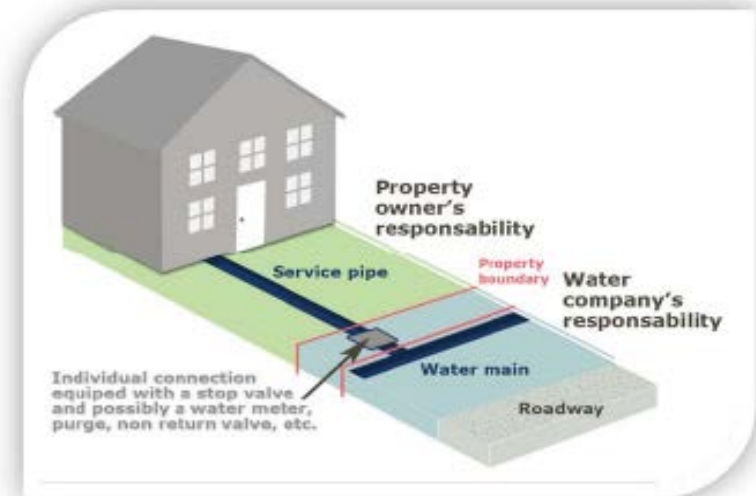 Property
owner's
responsability
Property
boundary
Water
company's
responsability
Service pipe
Water main
Individual connection
equiped with a stop valve
and possibly a water meter,
purge, non return valve, etc.
Roadway